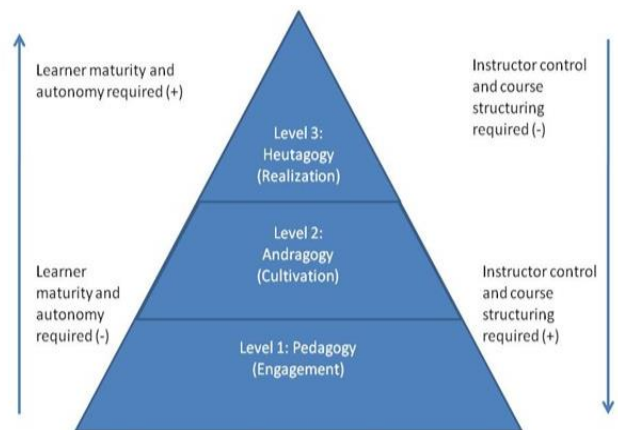 Learner maturity and
autonomy required (+)
Instructor control
and course
structuring
required (-)
Level 3:
Heutagogy
(Realization)
Level 2:
Andragogy
(Cultivation)
Learner
maturity and
autonomy
required (-)
Instructor control
and course
structuring
required (+)
Level 1: Pedagogy
(Engagement)